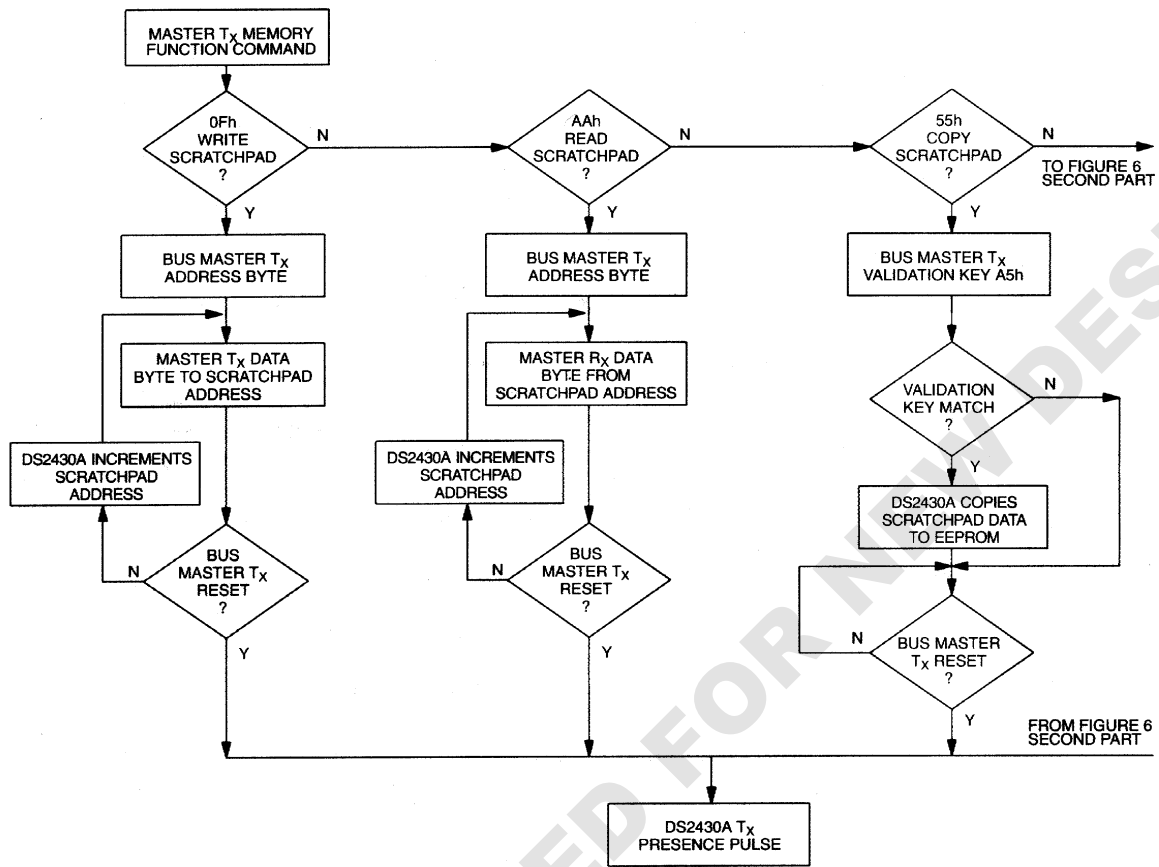 MASTER TX MEMORY
FUNCTION COMMAND
0Fh
WRITE
SCRATCHPAD
?
N
Y
AAh
READ
SCRATCHPAD
?
N
Y
55h
COPY
SCRATCHPAD
?
N
Y
TO FIGURE 6
SECOND PART
BUS MASTER TX
ADDRESS BYTE
BUS MASTER TX
ADDRESS BYTE
BUS MASTER TX
VALIDATION KEY A5h
MASTER TX DATA
BYTE TO SCRATCHPAD
ADDRESS
MASTER RX DATA
BYTE FROM
SCRATCHPAD ADDRESS
VALIDATION
KEY MATCH
?
N
Y
DS2430A INCREMENTS
SCRATCHPAD
ADDRESS
DS2430A INCREMENTS
SCRATCHPAD
ADDRESS
DS2430A COPIES
SCRATCHPAD DATA
TO EEPROM
BUS
MASTER TX
RESET
?
N
Y
BUS
MASTER TX
RESET
?
N
Y
BUS MASTER
TX RESET
?
N
Y
FROM FIGURE 6
SECOND PART
DS2430A TX
PRESENCE PULSE
ED FOR NEW DES